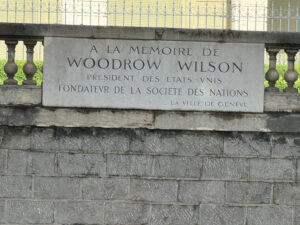 A LA MEMOIRE DE
WOODROW WILSON
PRESIDENT DES ETATS-VNIS
FONDATEVR DE LA SOCIETE DES NATIONS
LA VILLE DE GENEVE